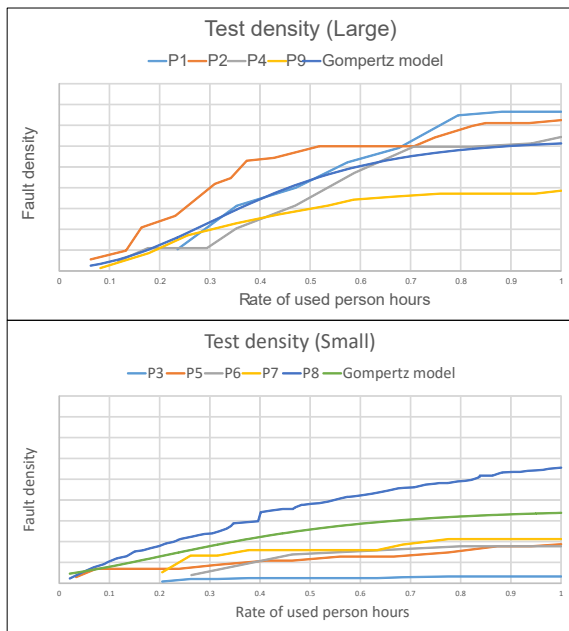 Test density (Large)
P1 P2 P4 P9 Gompertz model
Fault density
0 0.1 0.2 0.3 0.4 0.5 0.6 0.7 0.8 0.9 1
Rate of used person hours
Test density (Small)
P3 P5 P6 P7 P8 Gompertz model
Fault density
0 0.1 0.2 0.3 0.4 0.5 0.6 0.7 0.8 0.9 1
Rate of used person hours